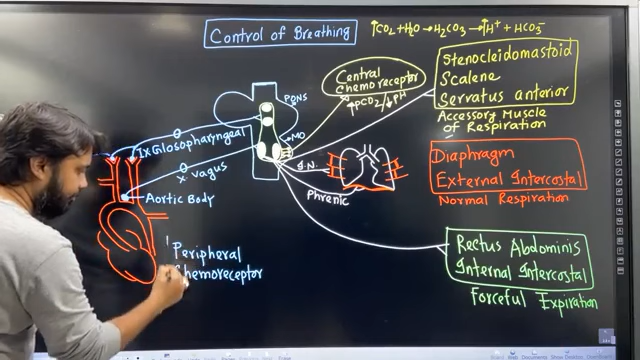 Control of Breathing
↑CO2 + H2O → H2CO3 → ↑H+ + HCO3-
Stenocleidomastoid
Scalene
Serratus anterior
Accessory Muscle
of Respiration
Central
Chemoreceptor
↑PCO2/↓PH
PONS
MO
IX Glosopharyngeal
X vagus
Aortic Body
I.N.
Phrenic
Diaphragm
External Intercostal
Normal Respiration
Peripheral
Chemoreceptor
Rectus Abdominis
Internal Intercostal
Forceful Expiration